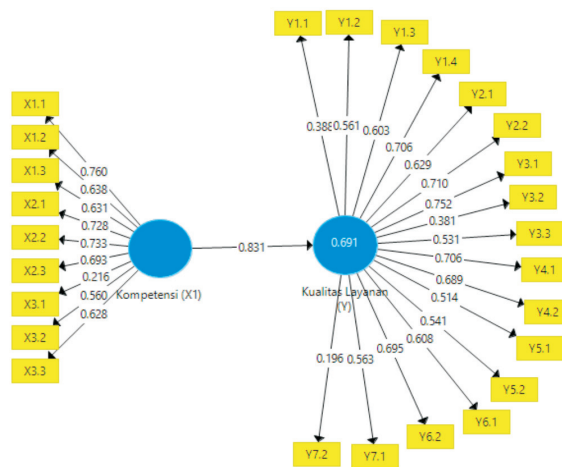 Y1.1
Y1.2
Y1.3
Y1.4
Y2.1
Y2.2
Y3.1
Y3.2
Y3.3
Y4.1
Y4.2
Y5.1
Y5.2
Y6.1
Y6.2
Y7.1
Y7.2
X1.1
X1.2
X1.3
X2.1
X2.2
X2.3
X3.1
X3.2
X3.3
0.760
0.638
0.631
0.728
0.733
0.693
0.216
0.560
0.628
Kompetensi (X1)
0.831
0.691
Kualitas Layanan
(Y)
0.388
0.561
0.603
0.706
0.629
0.710
0.752
0.381
0.531
0.706
0.689
0.514
0.541
0.608
0.695
0.563
0.196